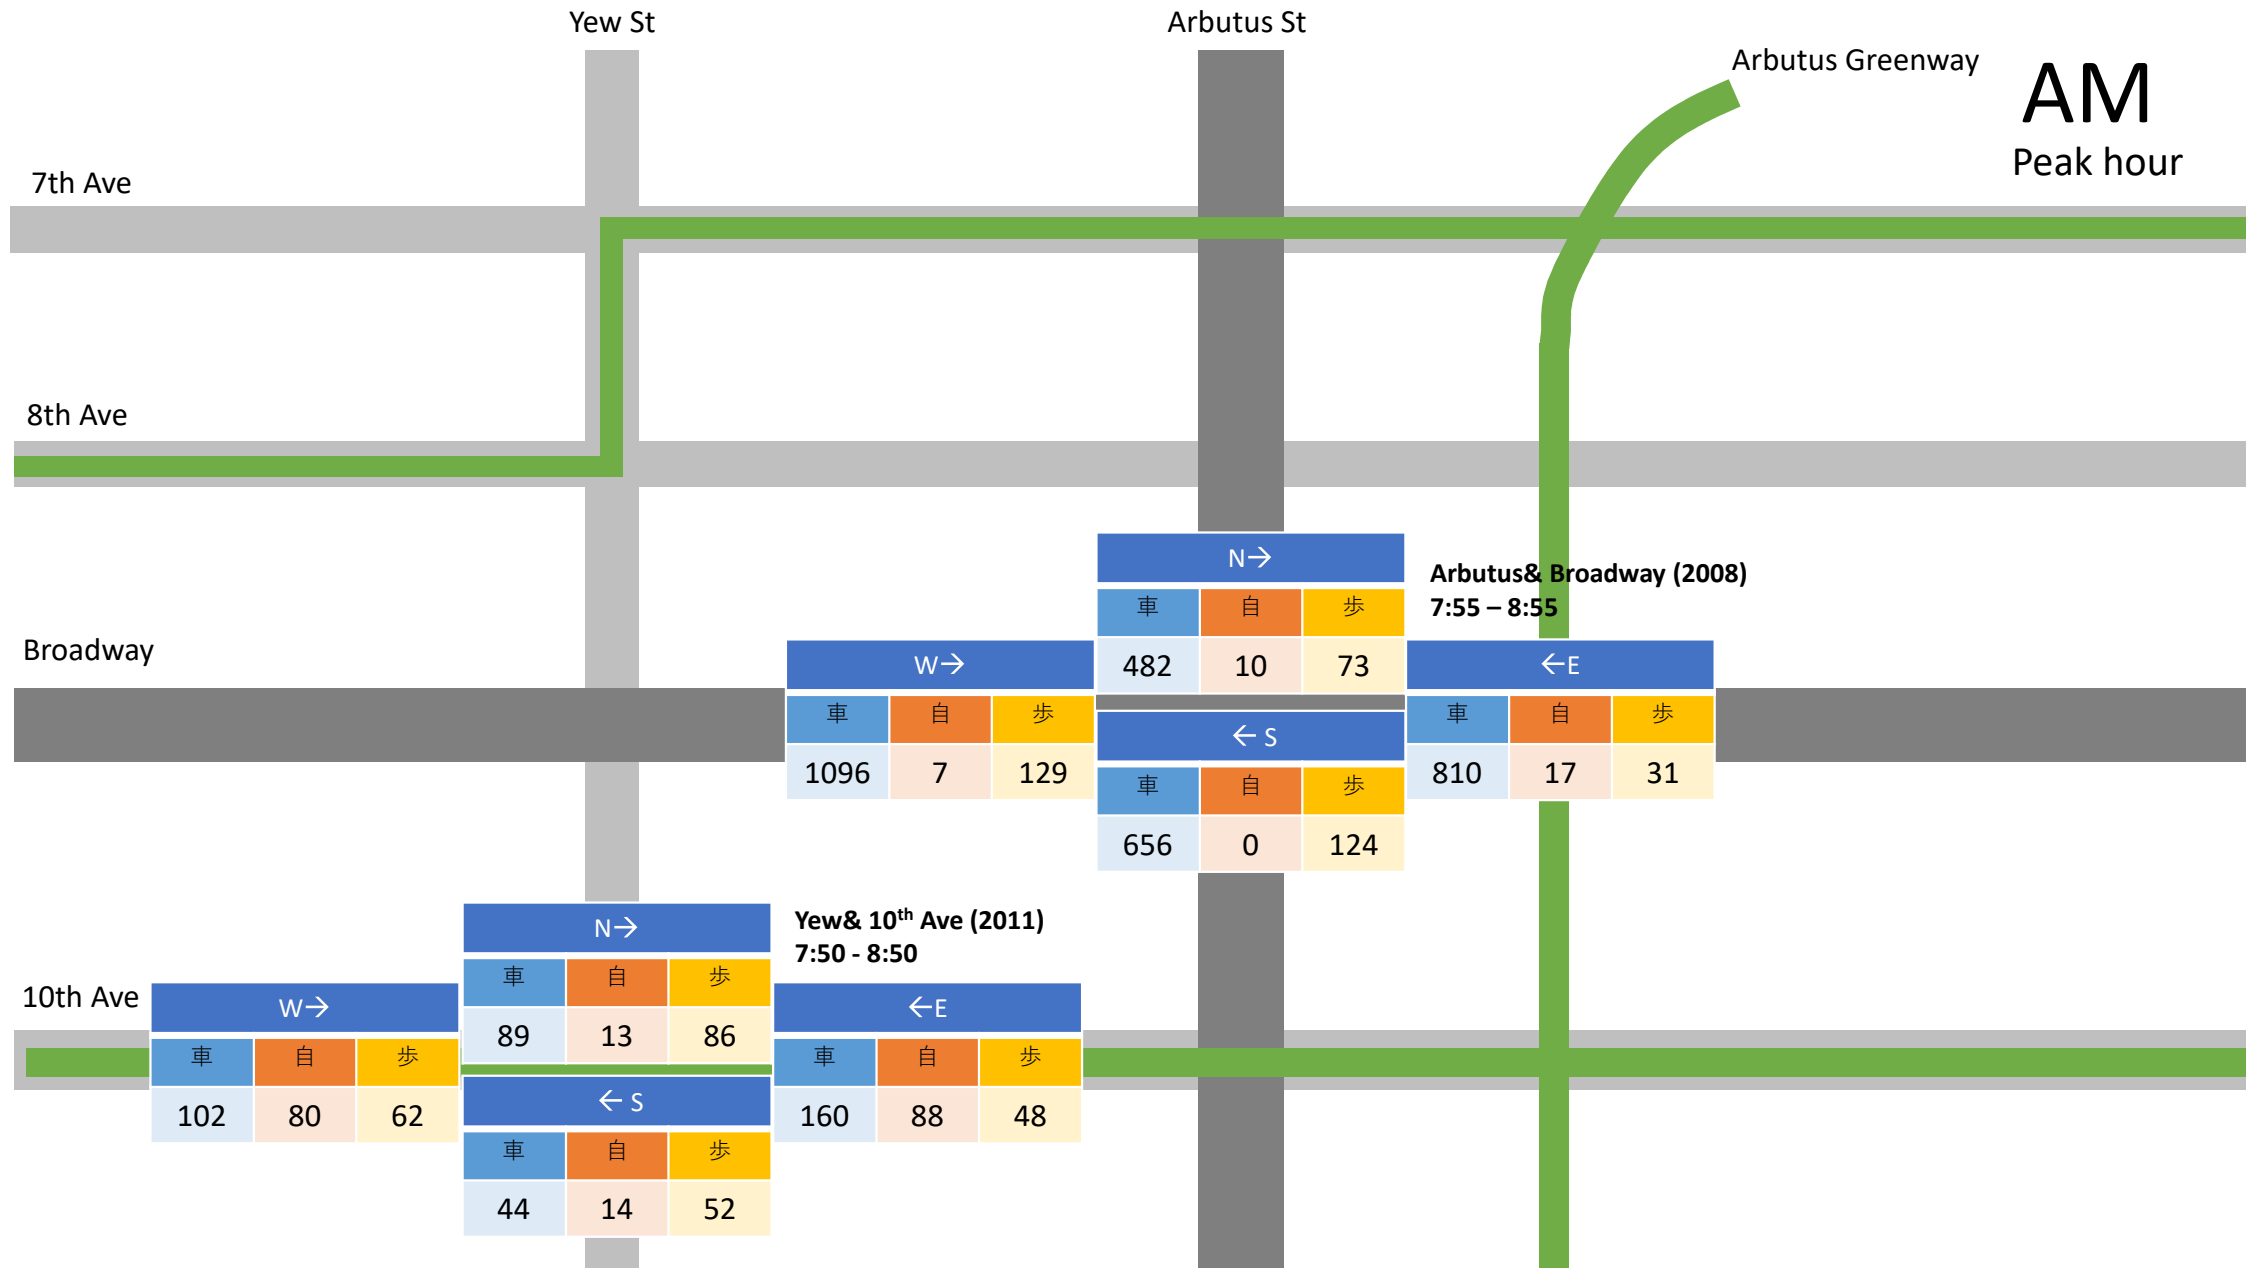 Yew St
Arbutus St
Arbutus Greenway
AM
Peak hour
7th Ave
8th Ave
Broadway
Arbutus& Broadway (2008)
7:55 – 8:55
N→
車 自 歩
482 10 73
W→
車 自 歩
1096 7 129
←E
車 自 歩
810 17 31
← S
車 自 歩
656 0 124
10th Ave
Yew& 10th Ave (2011)
7:50 - 8:50
N→
車 自 歩
89 13 86
W→
車 自 歩
102 80 62
←E
車 自 歩
160 88 48
← S
車 自 歩
44 14 52